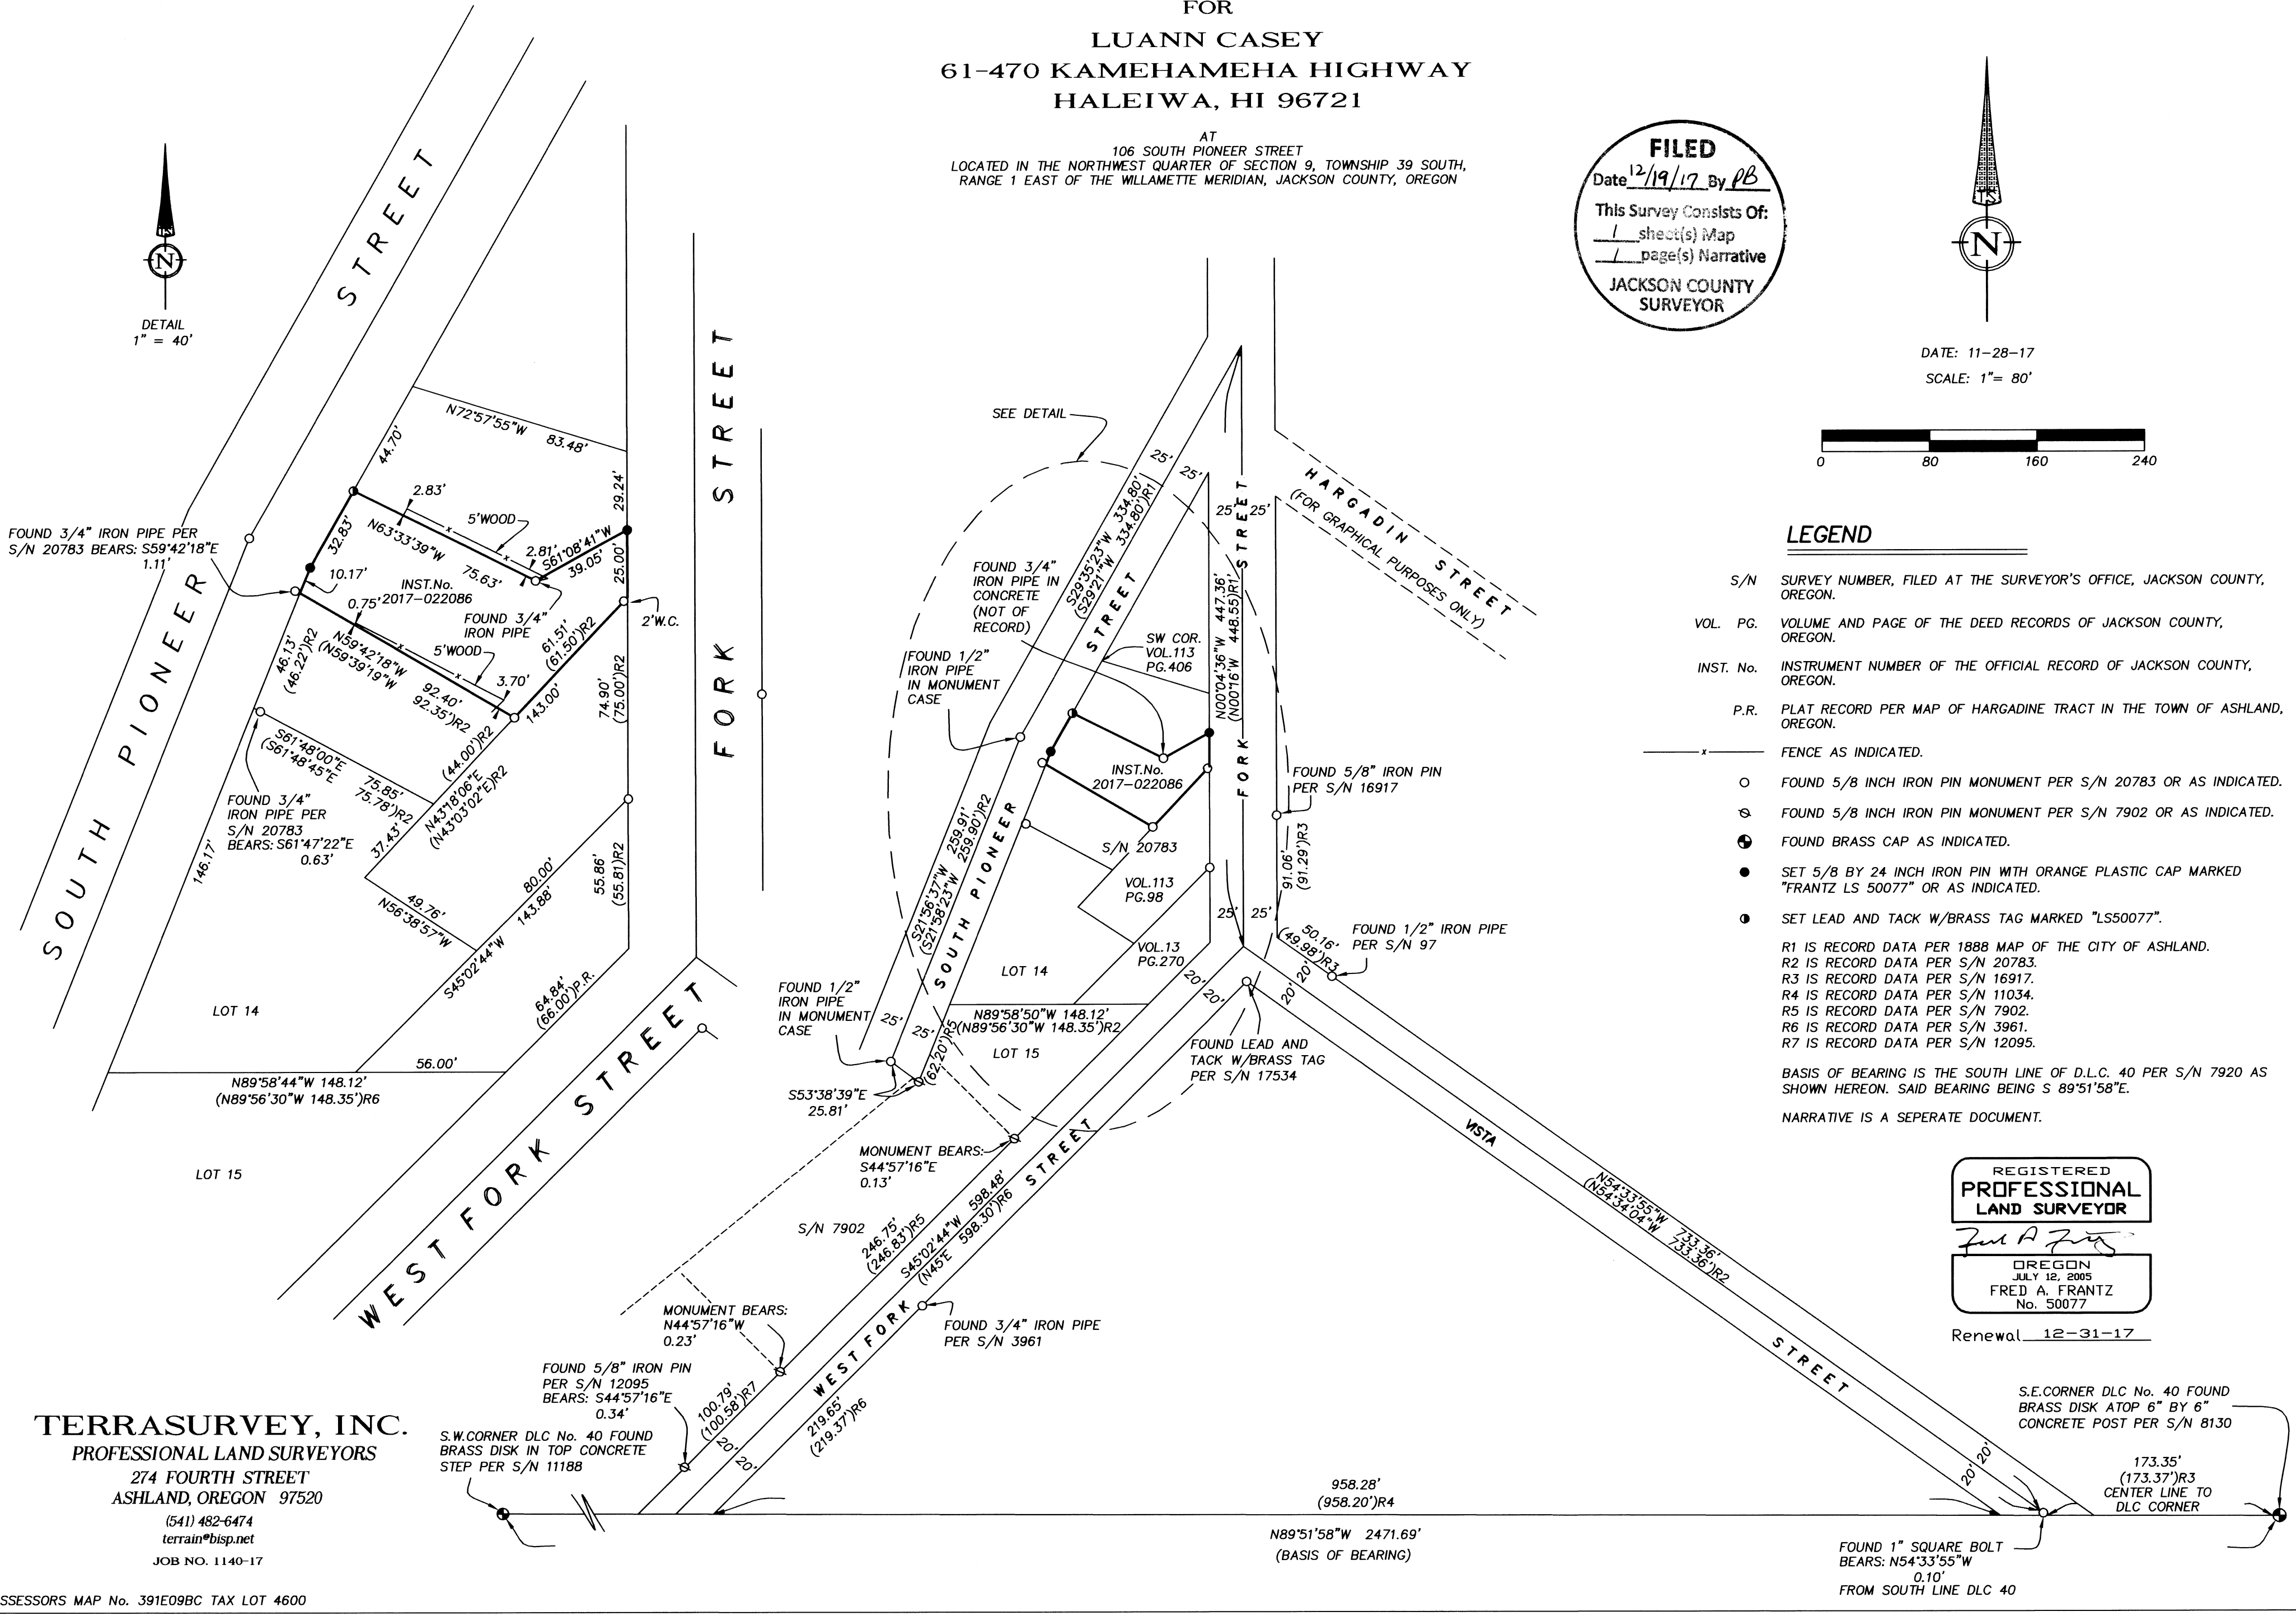 FOR
LUANN CASEY
61-470 KAMEHAMEHA HIGHWAY
HALEIWA, HI 96721
AT
106 SOUTH PIONEER STREET
LOCATED IN THE NORTHWEST QUARTER OF SECTION 9, TOWNSHIP 39 SOUTH,
RANGE 1 EAST OF THE WILLAMETTE MERIDIAN, JACKSON COUNTY, OREGON
FILED
Date 12/19/17 By PB
This Survey Consists Of:
1 sheet(s) Map
1 page(s) Narrative
JACKSON COUNTY
SURVEYOR
TS
N
DATE: 11-28-17
SCALE: 1"= 80'
0 80 160 240
TS
N
DETAIL
1" = 40'
SOUTH PIONEER STREET
FORK STREET
WEST FORK STREET
N72°57'55"W 83.48'
44.70'
29.24'
2.83'
5'WOOD
N63°33'39"W
75.63'
2.81'
S61°08'41"W
39.05'
25.00'
32.83'
FOUND 3/4" IRON PIPE PER
S/N 20783 BEARS: S59°42'18"E
1.11'
10.17'
INST.No.
2017-022086
0.75'
FOUND 3/4"
IRON PIPE
2'W.C.
61.51'
(61.50')R2
46.13'
(46.22')R2
N59°42'18"W 92.40'
(N59°39'19"W 92.35')R2
5'WOOD
3.70'
143.00'
74.90'
(75.00')R2
(44.00')R2
S61°48'00"E 75.85'
(S61°48'45"E 75.78')R2
N43°18'06"E
(N43°03'02"E)R2
37.43'
FOUND 3/4"
IRON PIPE PER
S/N 20783
BEARS: S61°47'22"E
0.63'
146.17'
49.76'
N56°38'57"W
80.00'
143.88'
S45°02'44"W
55.86'
(55.81)R2
64.84'
(66.00')P.R.
LOT 14
56.00'
N89°58'44"W 148.12'
(N89°56'30"W 148.35')R6
LOT 15
SEE DETAIL
25' 25'
S29°35'23"W 334.80'
(S29°21'"W 334.80')R1
FOUND 3/4"
IRON PIPE IN
CONCRETE
(NOT OF
RECORD)
FOUND 1/2"
IRON PIPE
IN MONUMENT
CASE
SW COR.
VOL.113
PG.406
N00°04'36"W 447.36'
(N00°16'W 448.55)R1'
25' 25'
HARGADIN STREET
(FOR GRAPHICAL PURPOSES ONLY)
FORK STREET
SOUTH PIONEER STREET
INST.No.
2017-022086
S/N 20783
VOL.113
PG.98
VOL.13
PG.270
FOUND 5/8" IRON PIN
PER S/N 16917
91.06'
(91.29')R3
25' 25'
50.16'
(49.98')R3
FOUND 1/2" IRON PIPE
PER S/N 97
S21°56'37"W 259.91'
(S21°58'23"W 259.90')R2
LOT 14
20' 20'
20' 20'
FOUND 1/2"
IRON PIPE
IN MONUMENT
CASE
25' 25'
N89°58'50"W 148.12'
(N89°56'30"W 148.35')R2
LOT 15
(62.20')R5
FOUND LEAD AND
TACK W/BRASS TAG
PER S/N 17534
S53°38'39"E
25.81'
MONUMENT BEARS:
S44°57'16"E
0.13'
S/N 7902
246.75'
(246.83')R5
S45°02'44"W 598.48'
(N45°E 598.30')R6
WEST FORK STREET
VISTA STREET
N54°33'55"W 733.36'
(N54°34'04"W 733.36')R2
MONUMENT BEARS:
N44°57'16"W
0.23'
FOUND 3/4" IRON PIPE
PER S/N 3961
FOUND 5/8" IRON PIN
PER S/N 12095
BEARS: S44°57'16"E
0.34'
100.79'
(100.58')R7
219.65'
(219.37')R6
20' 20'
S.W.CORNER DLC No. 40 FOUND
BRASS DISK IN TOP CONCRETE
STEP PER S/N 11188
958.28'
(958.20')R4
N89°51'58"W 2471.69'
(BASIS OF BEARING)
20' 20'
S.E.CORNER DLC No. 40 FOUND
BRASS DISK ATOP 6" BY 6"
CONCRETE POST PER S/N 8130
173.35'
(173.37')R3
CENTER LINE TO
DLC CORNER
FOUND 1" SQUARE BOLT
BEARS: N54°33'55"W
0.10'
FROM SOUTH LINE DLC 40
LEGEND
S/N SURVEY NUMBER, FILED AT THE SURVEYOR'S OFFICE, JACKSON COUNTY,
OREGON.
VOL. PG. VOLUME AND PAGE OF THE DEED RECORDS OF JACKSON COUNTY,
OREGON.
INST. No. INSTRUMENT NUMBER OF THE OFFICIAL RECORD OF JACKSON COUNTY,
OREGON.
P.R. PLAT RECORD PER MAP OF HARGADINE TRACT IN THE TOWN OF ASHLAND,
OREGON.
x FENCE AS INDICATED.
FOUND 5/8 INCH IRON PIN MONUMENT PER S/N 20783 OR AS INDICATED.
FOUND 5/8 INCH IRON PIN MONUMENT PER S/N 7902 OR AS INDICATED.
FOUND BRASS CAP AS INDICATED.
SET 5/8 BY 24 INCH IRON PIN WITH ORANGE PLASTIC CAP MARKED
"FRANTZ LS 50077" OR AS INDICATED.
SET LEAD AND TACK W/BRASS TAG MARKED "LS50077".
R1 IS RECORD DATA PER 1888 MAP OF THE CITY OF ASHLAND.
R2 IS RECORD DATA PER S/N 20783.
R3 IS RECORD DATA PER S/N 16917.
R4 IS RECORD DATA PER S/N 11034.
R5 IS RECORD DATA PER S/N 7902.
R6 IS RECORD DATA PER S/N 3961.
R7 IS RECORD DATA PER S/N 12095.
BASIS OF BEARING IS THE SOUTH LINE OF D.L.C. 40 PER S/N 7920 AS
SHOWN HEREON. SAID BEARING BEING S 89°51'58"E.
NARRATIVE IS A SEPERATE DOCUMENT.
REGISTERED
PROFESSIONAL
LAND SURVEYOR
OREGON
JULY 12, 2005
FRED A. FRANTZ
No. 50077
Renewal 12-31-17
TERRASURVEY, INC.
PROFESSIONAL LAND SURVEYORS
274 FOURTH STREET
ASHLAND, OREGON 97520
(541) 482-6474
terrain@bisp.net
JOB NO. 1140-17
SSESSORS MAP No. 391E09BC TAX LOT 4600